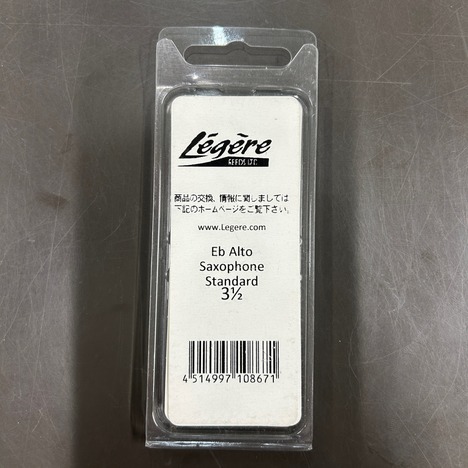 Légère
REEDS LTD
商品の交換、情報に関しましては
下記のホームページをご覧下さい。
www.Legere.com
Eb Alto
Saxophone
Standard
3½
4 514997 108671